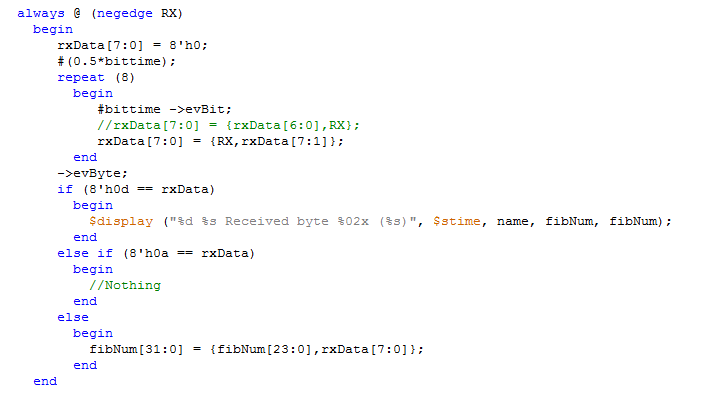 always @ (negedge RX)
begin
rxData[7:0] = 8'h0;
#(0.5*bittime);
repeat (8)
begin
#bittime ->evBit;
//rxData[7:0] = {rxData[6:0],RX};
rxData[7:0] = {RX,rxData[7:1]};
end
->evByte;
if (8'h0d == rxData)
begin
$display ("%d %s Received byte %02x (%s)", $stime, name, fibNum, fibNum);
end
else if (8'h0a == rxData)
begin
//Nothing
end
else
begin
fibNum[31:0] = {fibNum[23:0],rxData[7:0]};
end
end